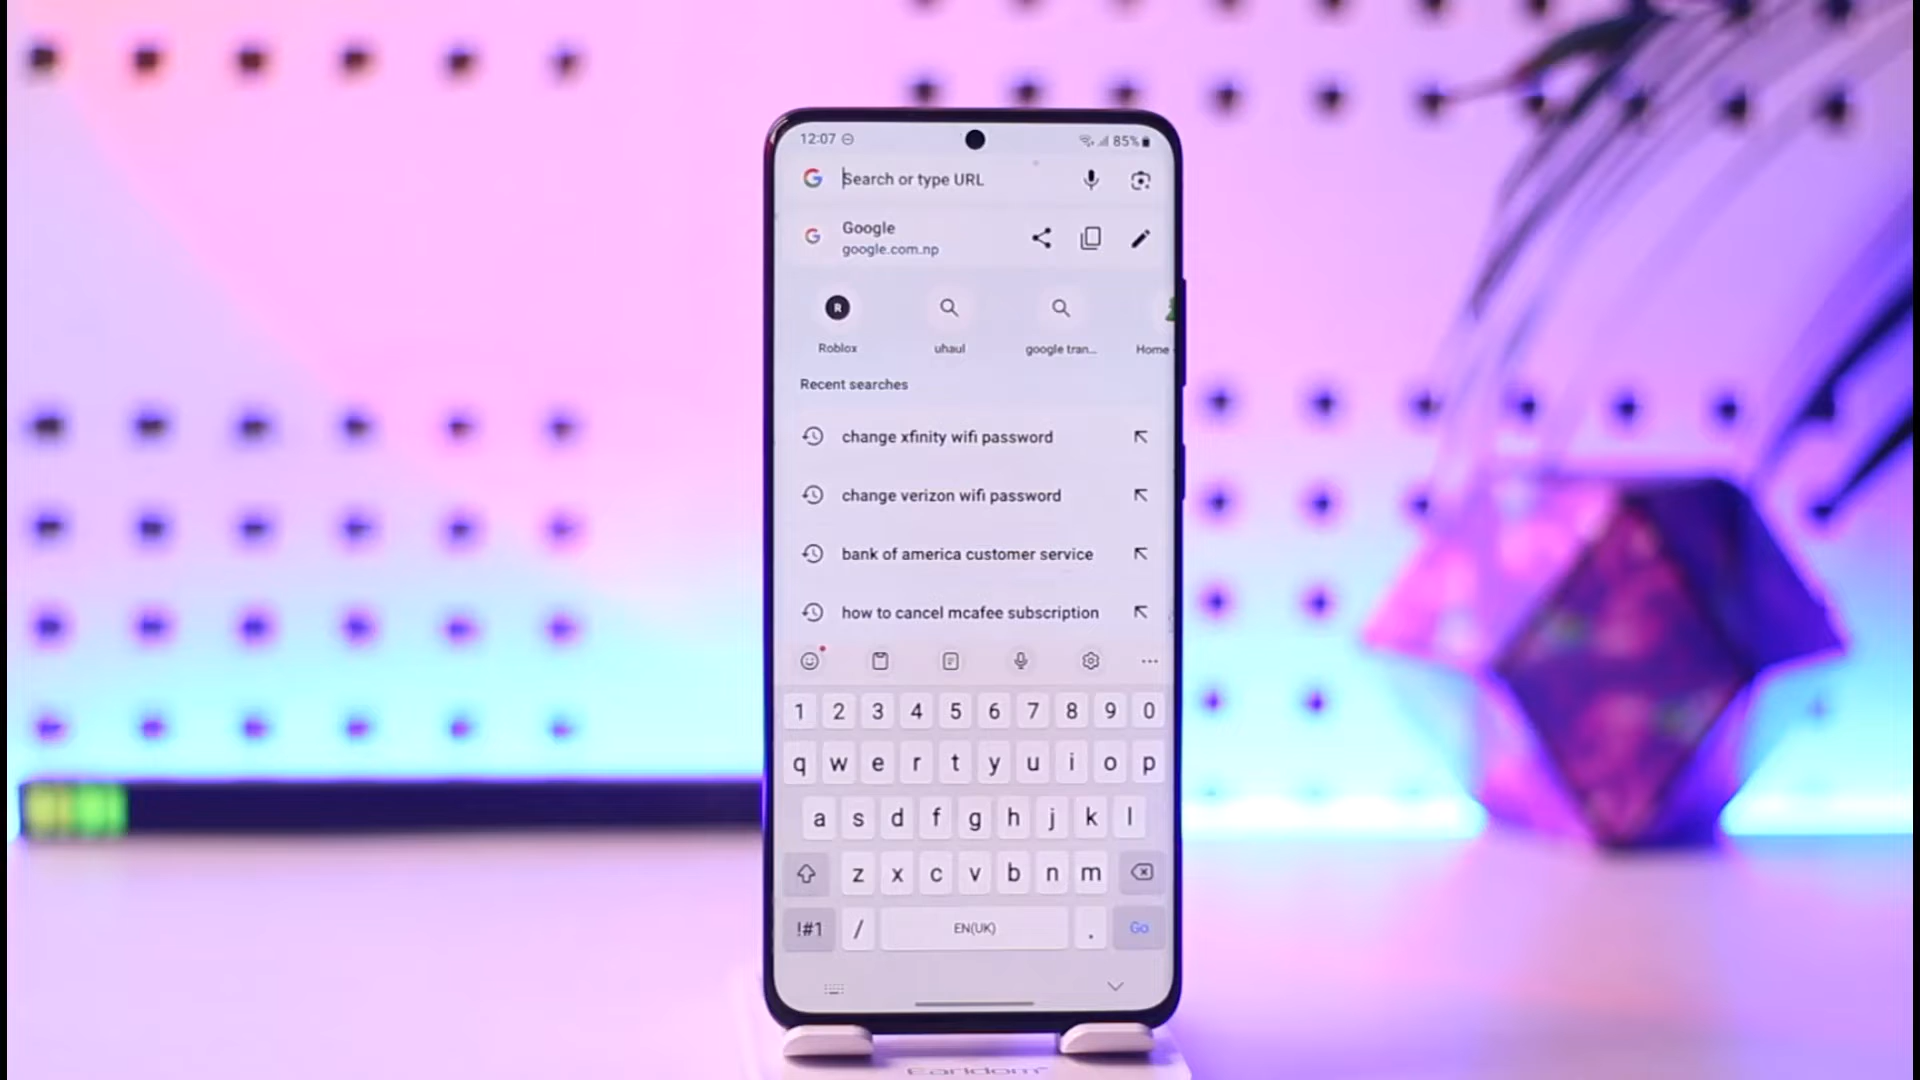 12:07 85%
Search or type URL
Google
google.com.np
R
Roblox uhaul google tran... Home
Recent searches
change xfinity wifi password
change verizon wifi password
bank of america customer service
how to cancel mcafee subscription
1 2 3 4 5 6 7 8 9 0
q w e r t y u i o p
a s d f g h j k l
z x c v b n m
!#1 / EN(UK) . Go
Earldom